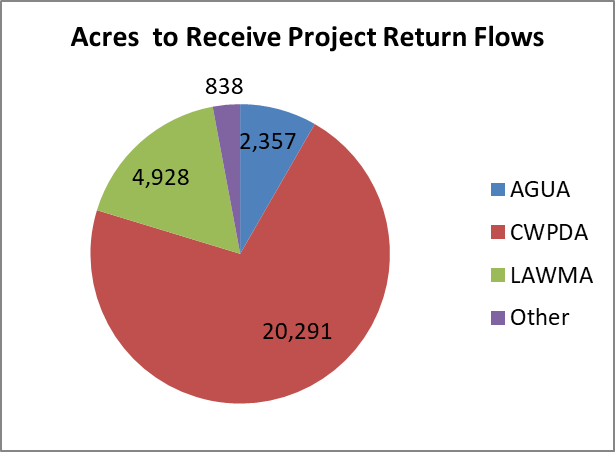 Acres to Receive Project Return Flows
838
2,357
4,928
20,291
AGUA
CWPDA
LAWMA
Other